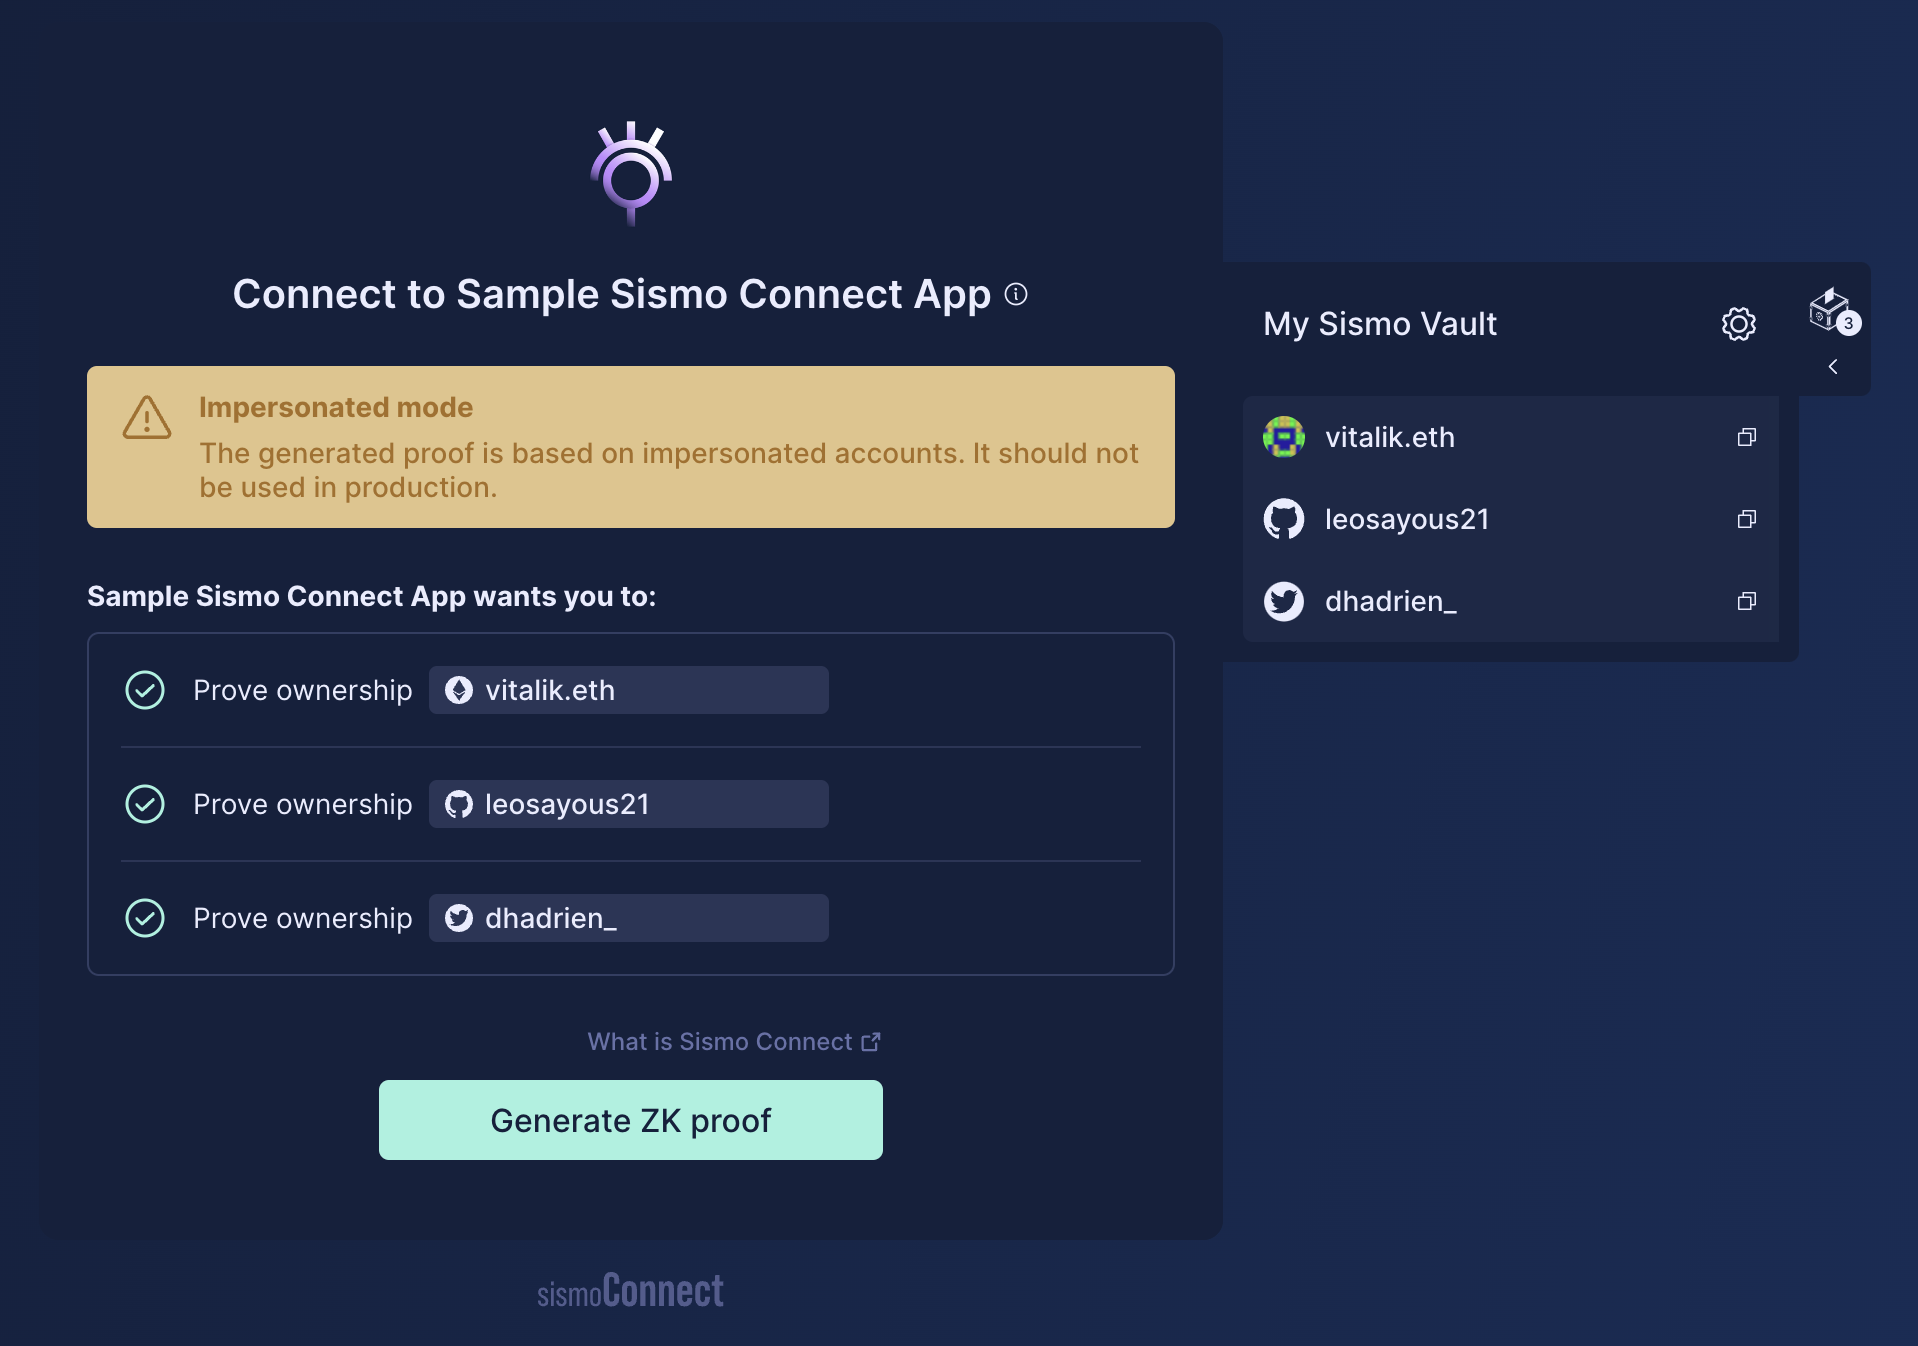 Connect to Sample Sismo Connect App
Impersonated mode
The generated proof is based on impersonated accounts. It should not
be used in production.
Sample Sismo Connect App wants you to:
Prove ownership vitalik.eth
Prove ownership leosayous21
Prove ownership dhadrien_
What is Sismo Connect
Generate ZK proof
sismoConnect
My Sismo Vault
3
vitalik.eth
leosayous21
dhadrien_